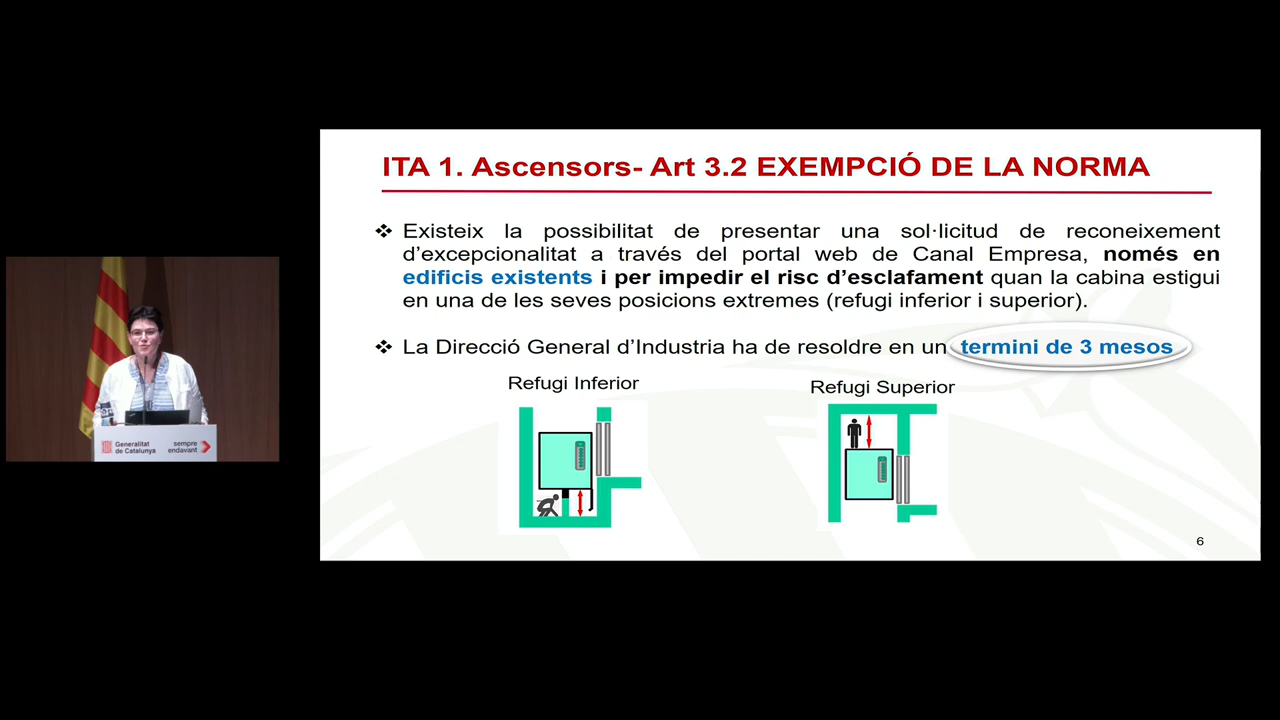 ITA 1. Ascensors- Art 3.2 EXEMPCIÓ DE LA NORMA
❖ Existeix la possibilitat de presentar una sol·licitud de reconeixement
d’excepcionalitat a través del portal web de Canal Empresa, només en
edificis existents i per impedir el risc d’esclafament quan la cabina estigui
en una de les seves posicions extremes (refugi inferior i superior).
❖ La Direcció General d’Industria ha de resoldre en un termini de 3 mesos
Refugi Inferior
Refugi Superior
6
Generalitat
de Catalunya
sempre
endavant